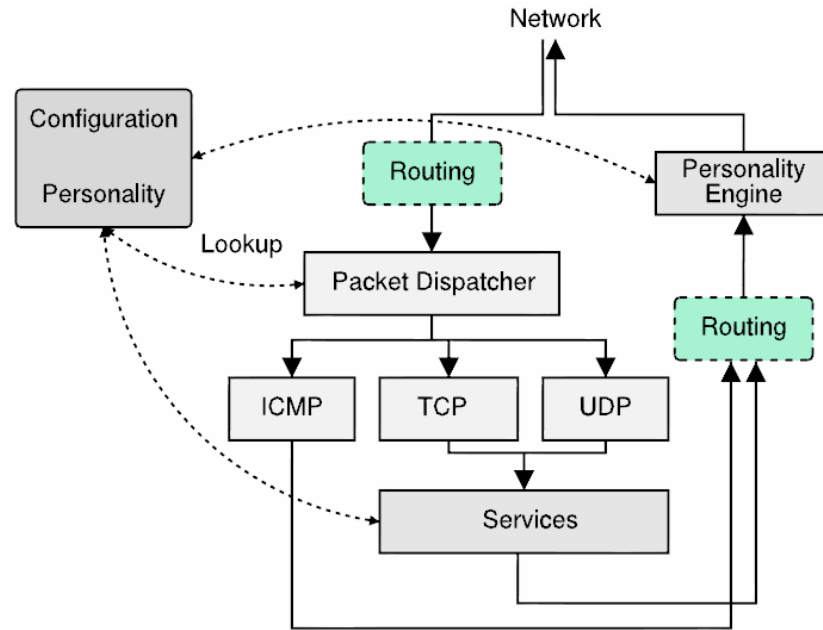 Network
Configuration
Personality
Routing
Personality
Engine
Lookup
Packet Dispatcher
Routing
ICMP
TCP
UDP
Services